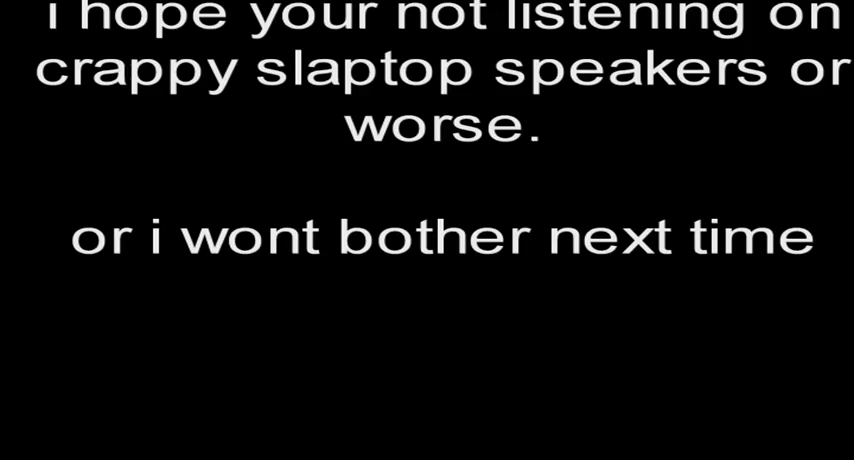 i hope your not listening on
crappy slaptop speakers or
worse.
or i wont bother next time